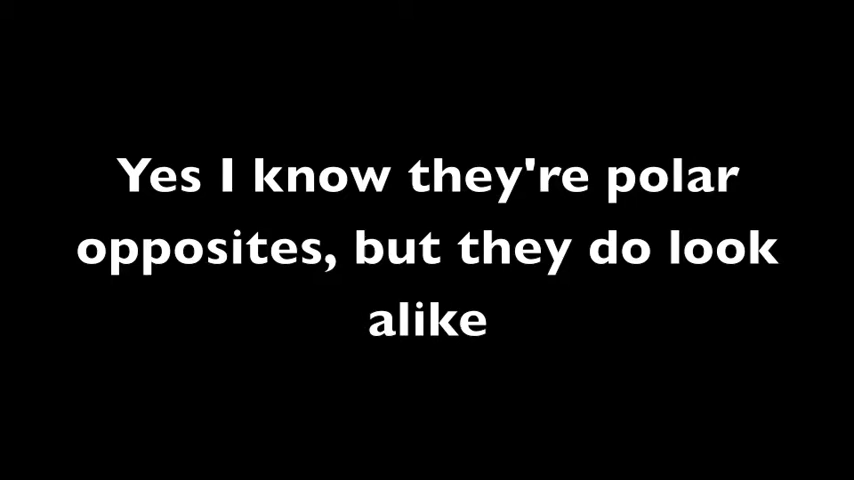 Yes I know they're polar
opposites, but they do look
alike